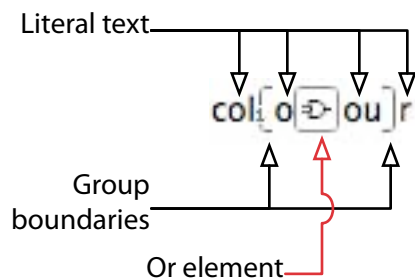 Literal text
col [ o ou ] r
Group
boundaries
Or element